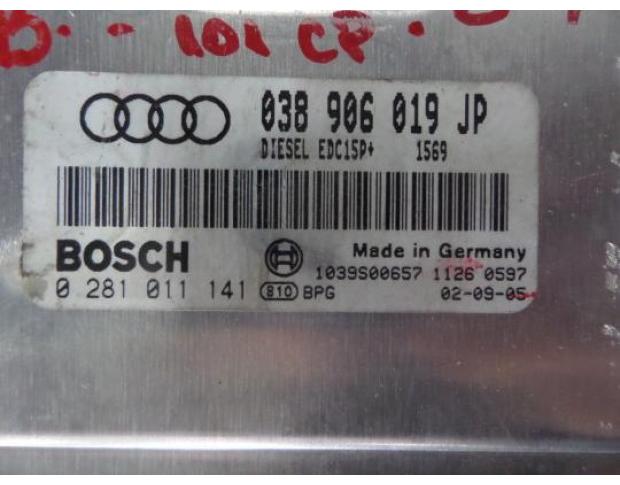 101 CP.
038 906 019 JP
DIESEL EDC15P+ 1569
BOSCH
Made in Germany
1039S00657 1126 0597
0 281 011 141 810 BPG 02-09-05